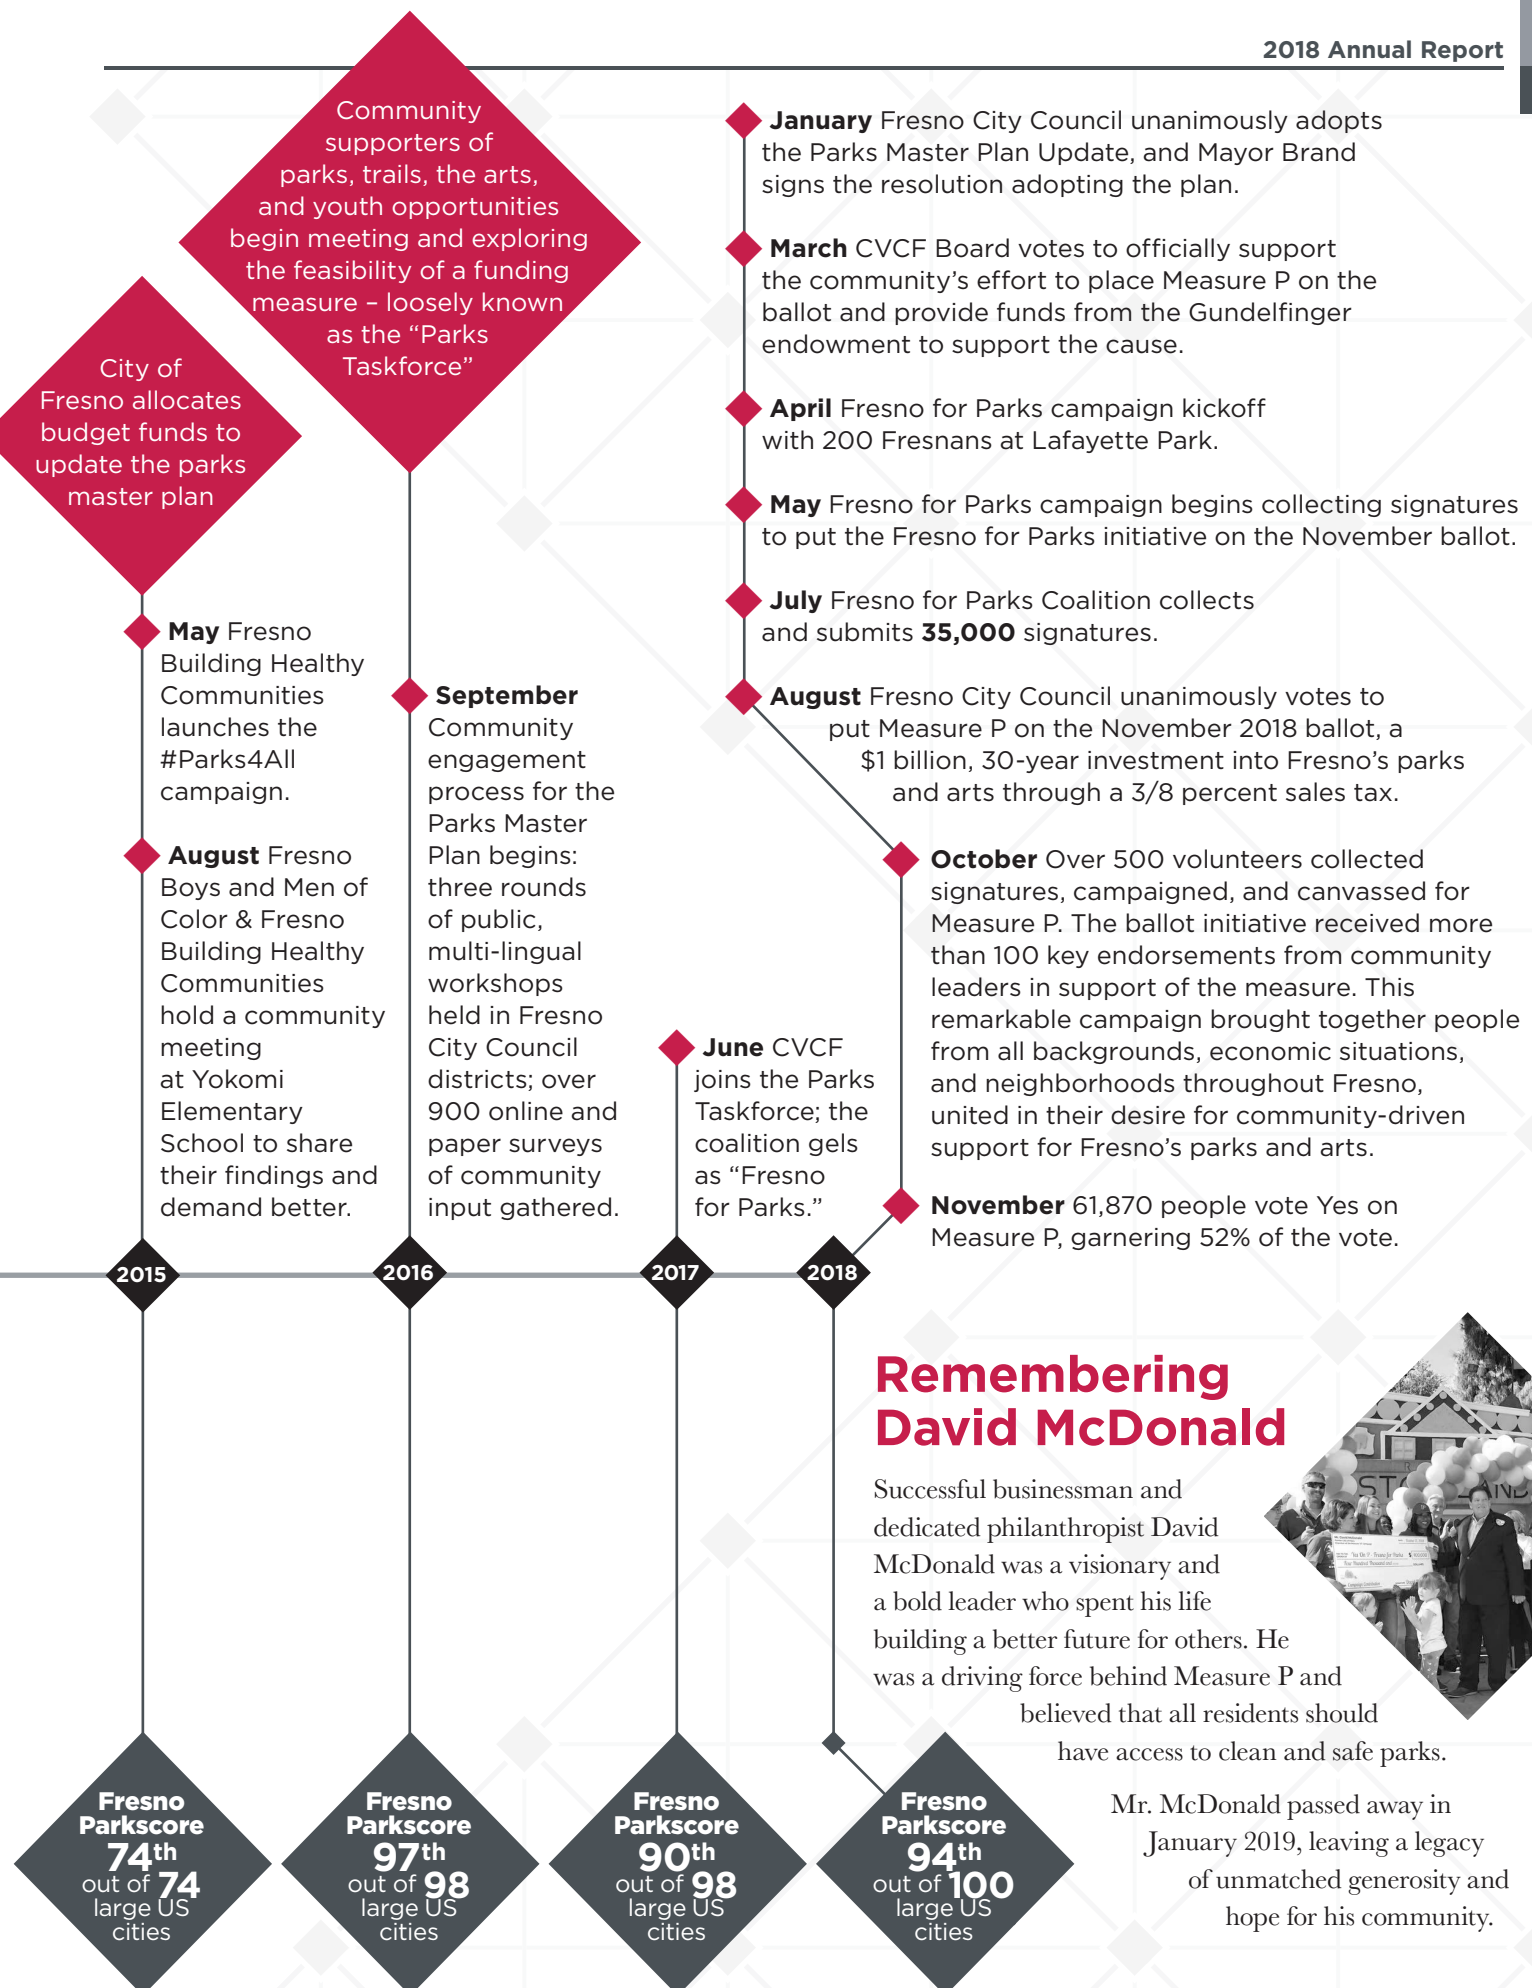 2018 Annual Report
Community
supporters of
parks, trails, the arts,
and youth opportunities
begin meeting and exploring
the feasibility of a funding
measure – loosely known
as the “Parks
Taskforce”
City of
Fresno allocates
budget funds to
update the parks
master plan
May Fresno
Building Healthy
Communities
launches the
#Parks4All
campaign.
August Fresno
Boys and Men of
Color & Fresno
Building Healthy
Communities
hold a community
meeting
at Yokomi
Elementary
School to share
their findings and
demand better.
September
Community
engagement
process for the
Parks Master
Plan begins:
three rounds
of public,
multi-lingual
workshops
held in Fresno
City Council
districts; over
900 online and
paper surveys
of community
input gathered.
June CVCF
joins the Parks
Taskforce; the
coalition gels
as “Fresno
for Parks.”
January Fresno City Council unanimously adopts
the Parks Master Plan Update, and Mayor Brand
signs the resolution adopting the plan.
March CVCF Board votes to officially support
the community’s effort to place Measure P on the
ballot and provide funds from the Gundelfinger
endowment to support the cause.
April Fresno for Parks campaign kickoff
with 200 Fresnans at Lafayette Park.
May Fresno for Parks campaign begins collecting signatures
to put the Fresno for Parks initiative on the November ballot.
July Fresno for Parks Coalition collects
and submits 35,000 signatures.
August Fresno City Council unanimously votes to
put Measure P on the November 2018 ballot, a
$1 billion, 30-year investment into Fresno’s parks
and arts through a 3/8 percent sales tax.
October Over 500 volunteers collected
signatures, campaigned, and canvassed for
Measure P. The ballot initiative received more
than 100 key endorsements from community
leaders in support of the measure. This
remarkable campaign brought together people
from all backgrounds, economic situations,
and neighborhoods throughout Fresno,
united in their desire for community-driven
support for Fresno’s parks and arts.
November 61,870 people vote Yes on
Measure P, garnering 52% of the vote.
2015
2016
2017
2018
Remembering
David McDonald
Successful businessman and
dedicated philanthropist David
McDonald was a visionary and
a bold leader who spent his life
building a better future for others. He
was a driving force behind Measure P and
believed that all residents should
have access to clean and safe parks.
Mr. McDonald passed away in
January 2019, leaving a legacy
of unmatched generosity and
hope for his community.
Fresno
Parkscore
74th
out of 74
large US
cities
Fresno
Parkscore
97th
out of 98
large US
cities
Fresno
Parkscore
90th
out of 98
large US
cities
Fresno
Parkscore
94th
out of 100
large US
cities